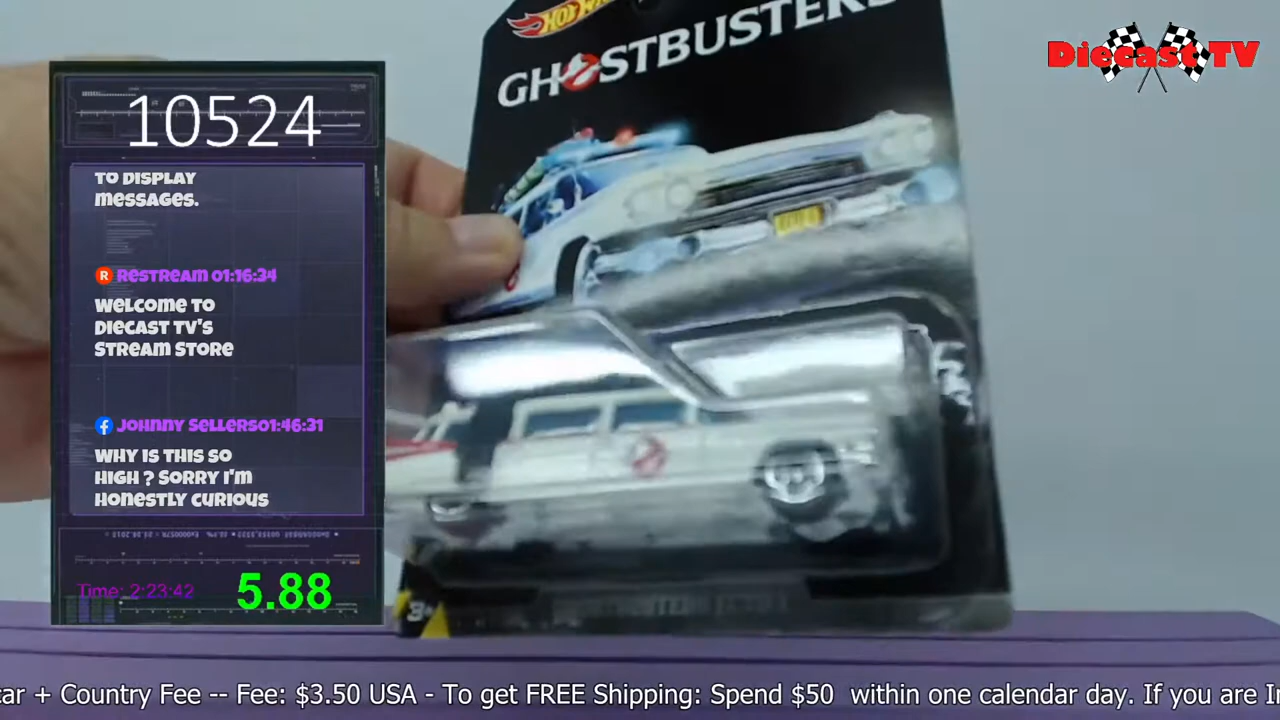 10524
TO DISPLAY
MESSAGES.
RESTREAM 01:16:34
WELCOME TO
DIECAST TV'S
STREAM STORE
JOHNNY SELLERS01:46:31
WHY IS THIS SO
HIGH ? SORRY I'M
HONESTLY CURIOUS
Time: 2:23:42
5.88
GHOSTBUSTERS
3+
Diecast TV
car + Country Fee -- Fee: $3.50 USA - To get FREE Shipping: Spend $50 within one calendar day. If you are In